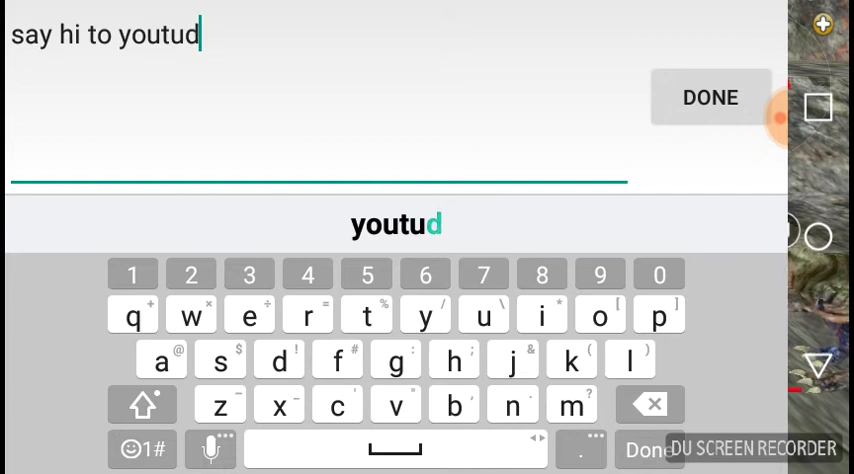 say hi to youtud
DONE
youtud
1 2 3 4 5 6 7 8 9 0
q + w × e ÷ r = t % y / u \ i * o [ p ]
a @ s $ d ! f # g : h ; j & k ( l )
z - x _ c ' v " b , n . m ?
☺1# . Done
DU SCREEN RECORDER